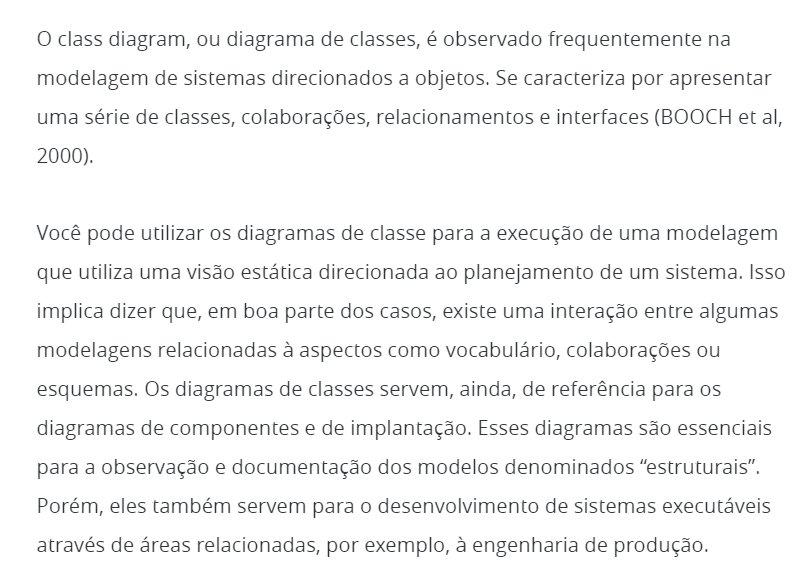 O class diagram, ou diagrama de classes, é observado frequentemente na
modelagem de sistemas direcionados a objetos. Se caracteriza por apresentar
uma série de classes, colaborações, relacionamentos e interfaces (BOOCH et al,
2000).
Você pode utilizar os diagramas de classe para a execução de uma modelagem
que utiliza uma visão estática direcionada ao planejamento de um sistema. Isso
implica dizer que, em boa parte dos casos, existe uma interação entre algumas
modelagens relacionadas à aspectos como vocabulário, colaborações ou
esquemas. Os diagramas de classes servem, ainda, de referência para os
diagramas de componentes e de implantação. Esses diagramas são essenciais
para a observação e documentação dos modelos denominados “estruturais”.
Porém, eles também servem para o desenvolvimento de sistemas executáveis
através de áreas relacionadas, por exemplo, à engenharia de produção.